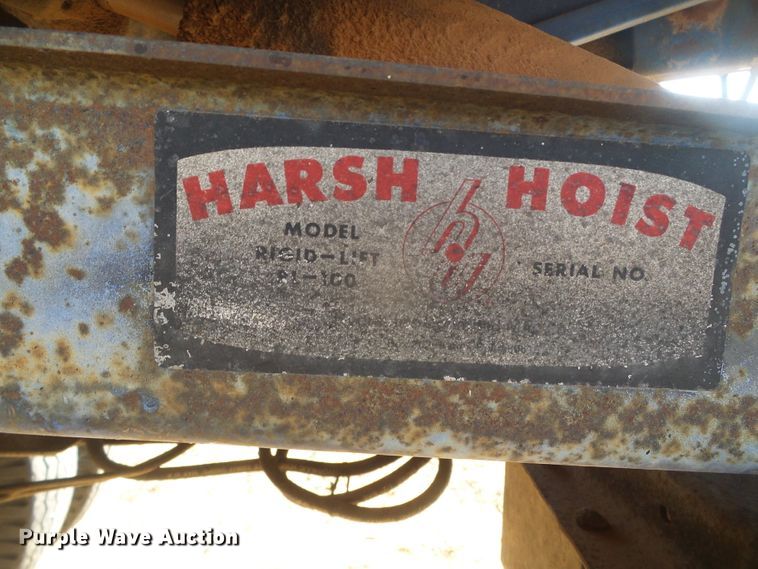 HARSH HOIST
MODEL
RIGID-LIFT
SERIAL NO.
Purple Wave Auction